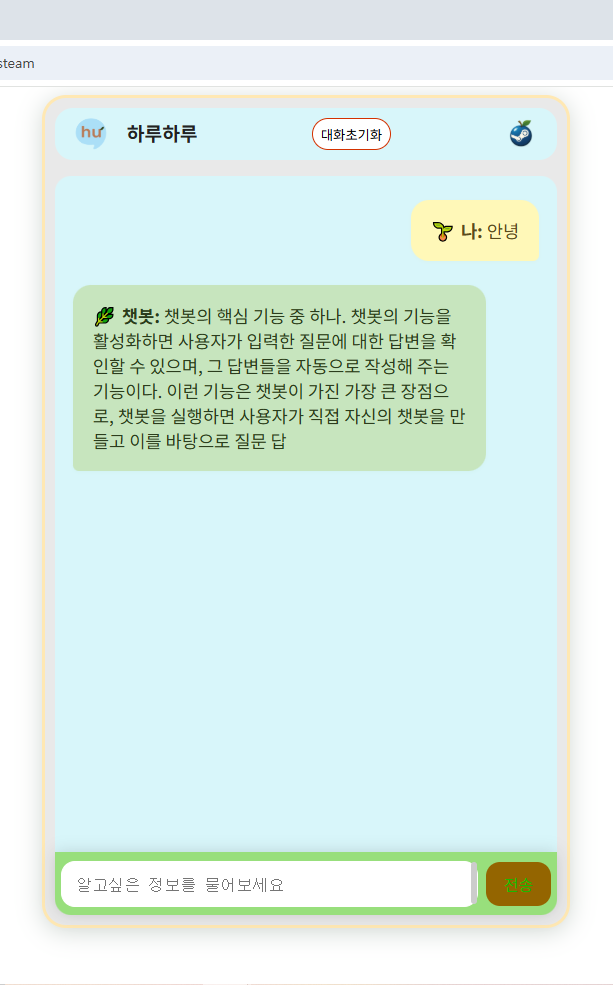 steam
hu
하루하루
대화초기화
나: 안녕
챗봇: 챗봇의 핵심 기능 중 하나. 챗봇의 기능을
활성화하면 사용자가 입력한 질문에 대한 답변을 확
인할 수 있으며, 그 답변들을 자동으로 작성해 주는
기능이다. 이런 기능은 챗봇이 가진 가장 큰 장점으
로, 챗봇을 실행하면 사용자가 직접 자신의 챗봇을 만
들고 이를 바탕으로 질문 답
알고싶은 정보를 물어보세요
전송